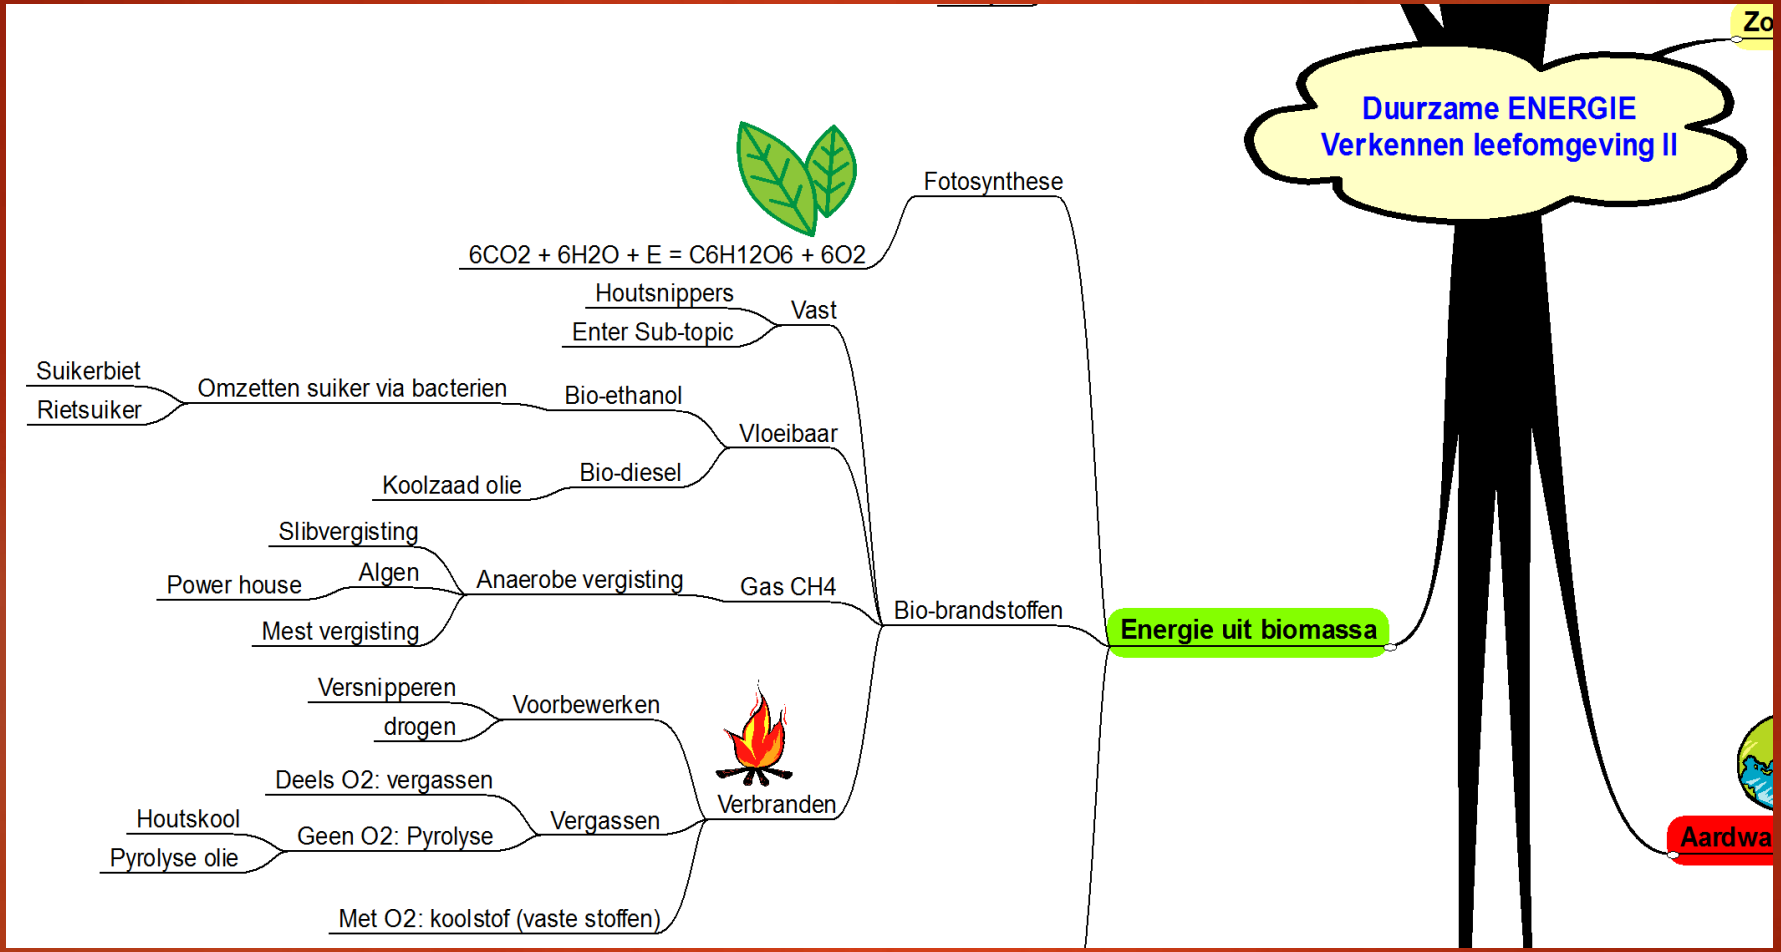 Zo
Duurzame ENERGIE
Verkennen leefomgeving II
Fotosynthese
6CO2 + 6H2O + E = C6H12O6 + 6O2
Houtsnippers
Vast
Enter Sub-topic
Suikerbiet
Omzetten suiker via bacterien
Bio-ethanol
Rietsuiker
Vloeibaar
Bio-diesel
Koolzaad olie
Slibvergisting
Algen
Power house
Anaerobe vergisting
Gas CH4
Mest vergisting
Bio-brandstoffen
Energie uit biomassa
Versnipperen
Voorbewerken
drogen
Deels O2: vergassen
Verbranden
Houtskool
Vergassen
Geen O2: Pyrolyse
Pyrolyse olie
Aardwa
Met O2: koolstof (vaste stoffen)